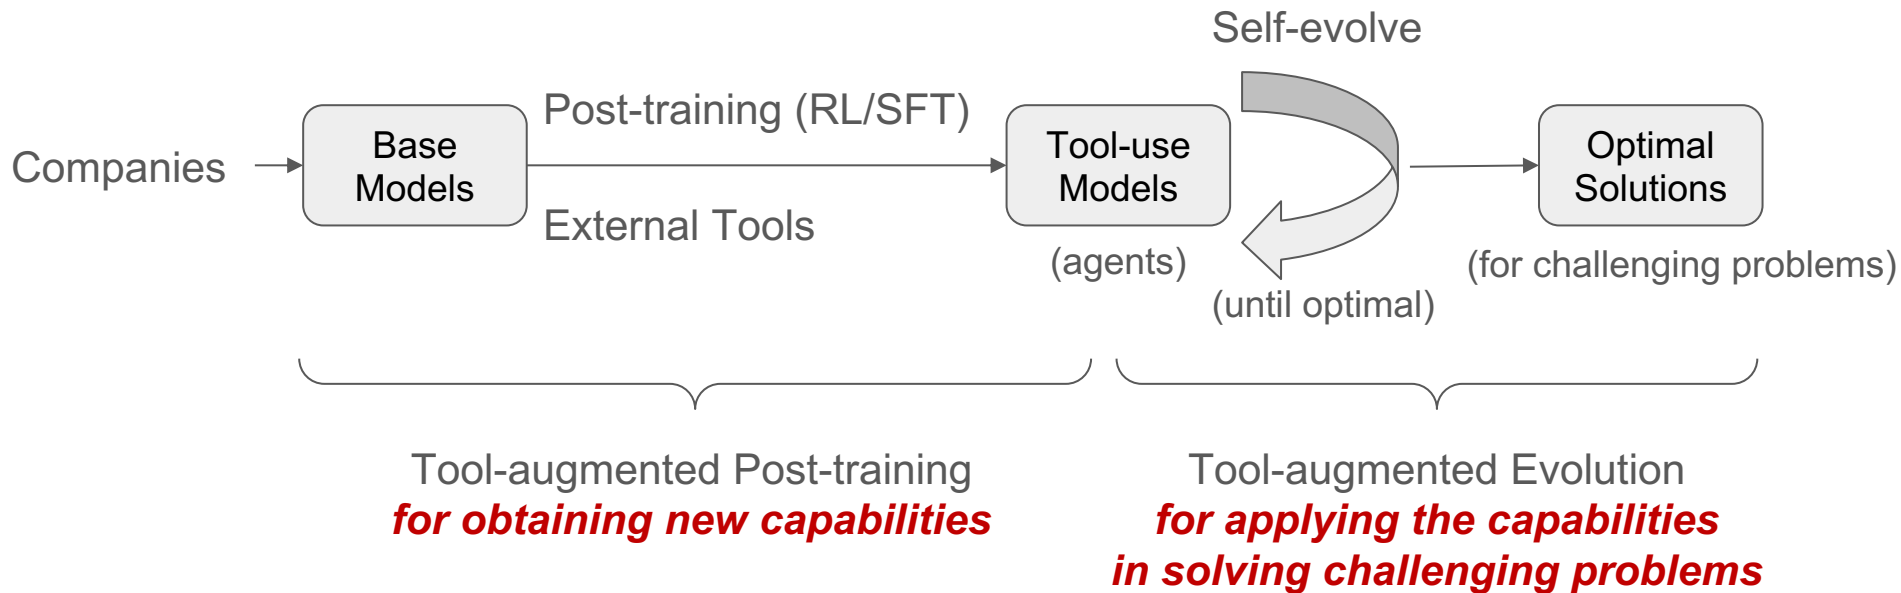 Self-evolve
Companies
Base
Models
Post-training (RL/SFT)
External Tools
Tool-use
Models
(agents)
(until optimal)
Optimal
Solutions
(for challenging problems)
Tool-augmented Post-training
for obtaining new capabilities
Tool-augmented Evolution
for applying the capabilities
in solving challenging problems